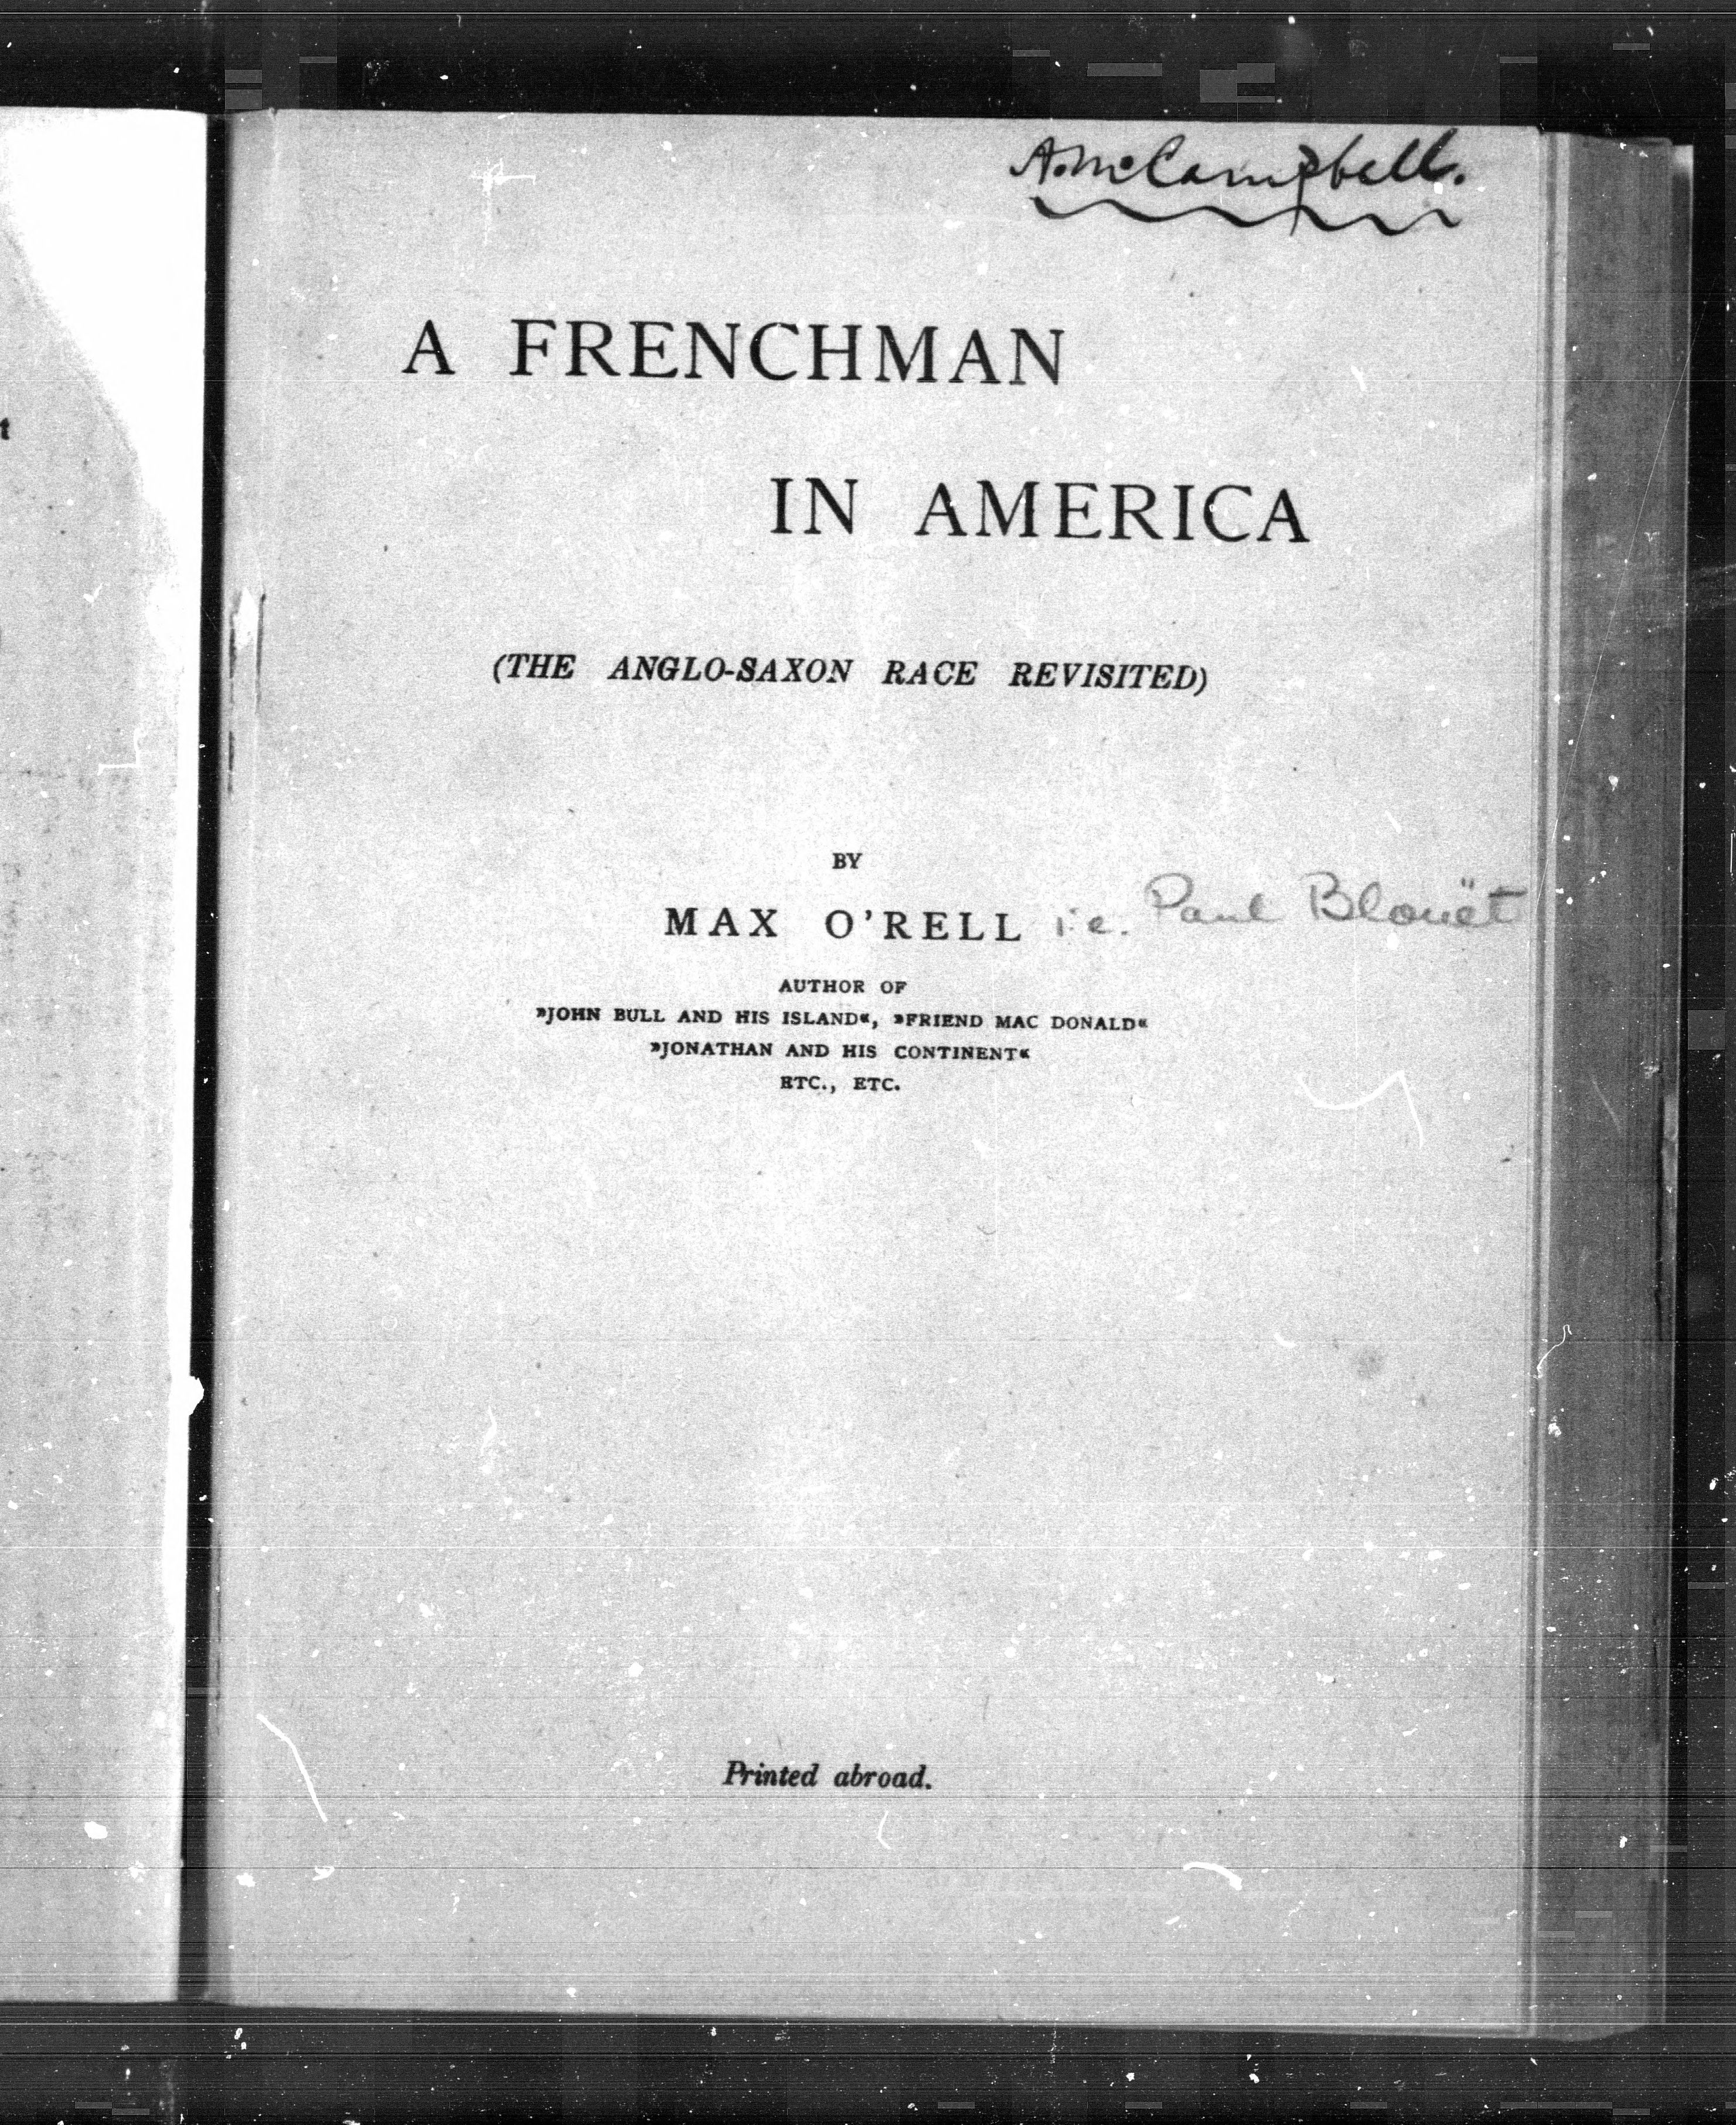 A. McCampbell.
A FRENCHMAN
IN AMERICA
(THE ANGLO-SAXON RACE REVISITED)
BY
MAX O'RELL i.e. Paul Blouët
AUTHOR OF
»JOHN BULL AND HIS ISLAND«, »FRIEND MAC DONALD«
»JONATHAN AND HIS CONTINENT«
ETC., ETC.
Printed abroad.